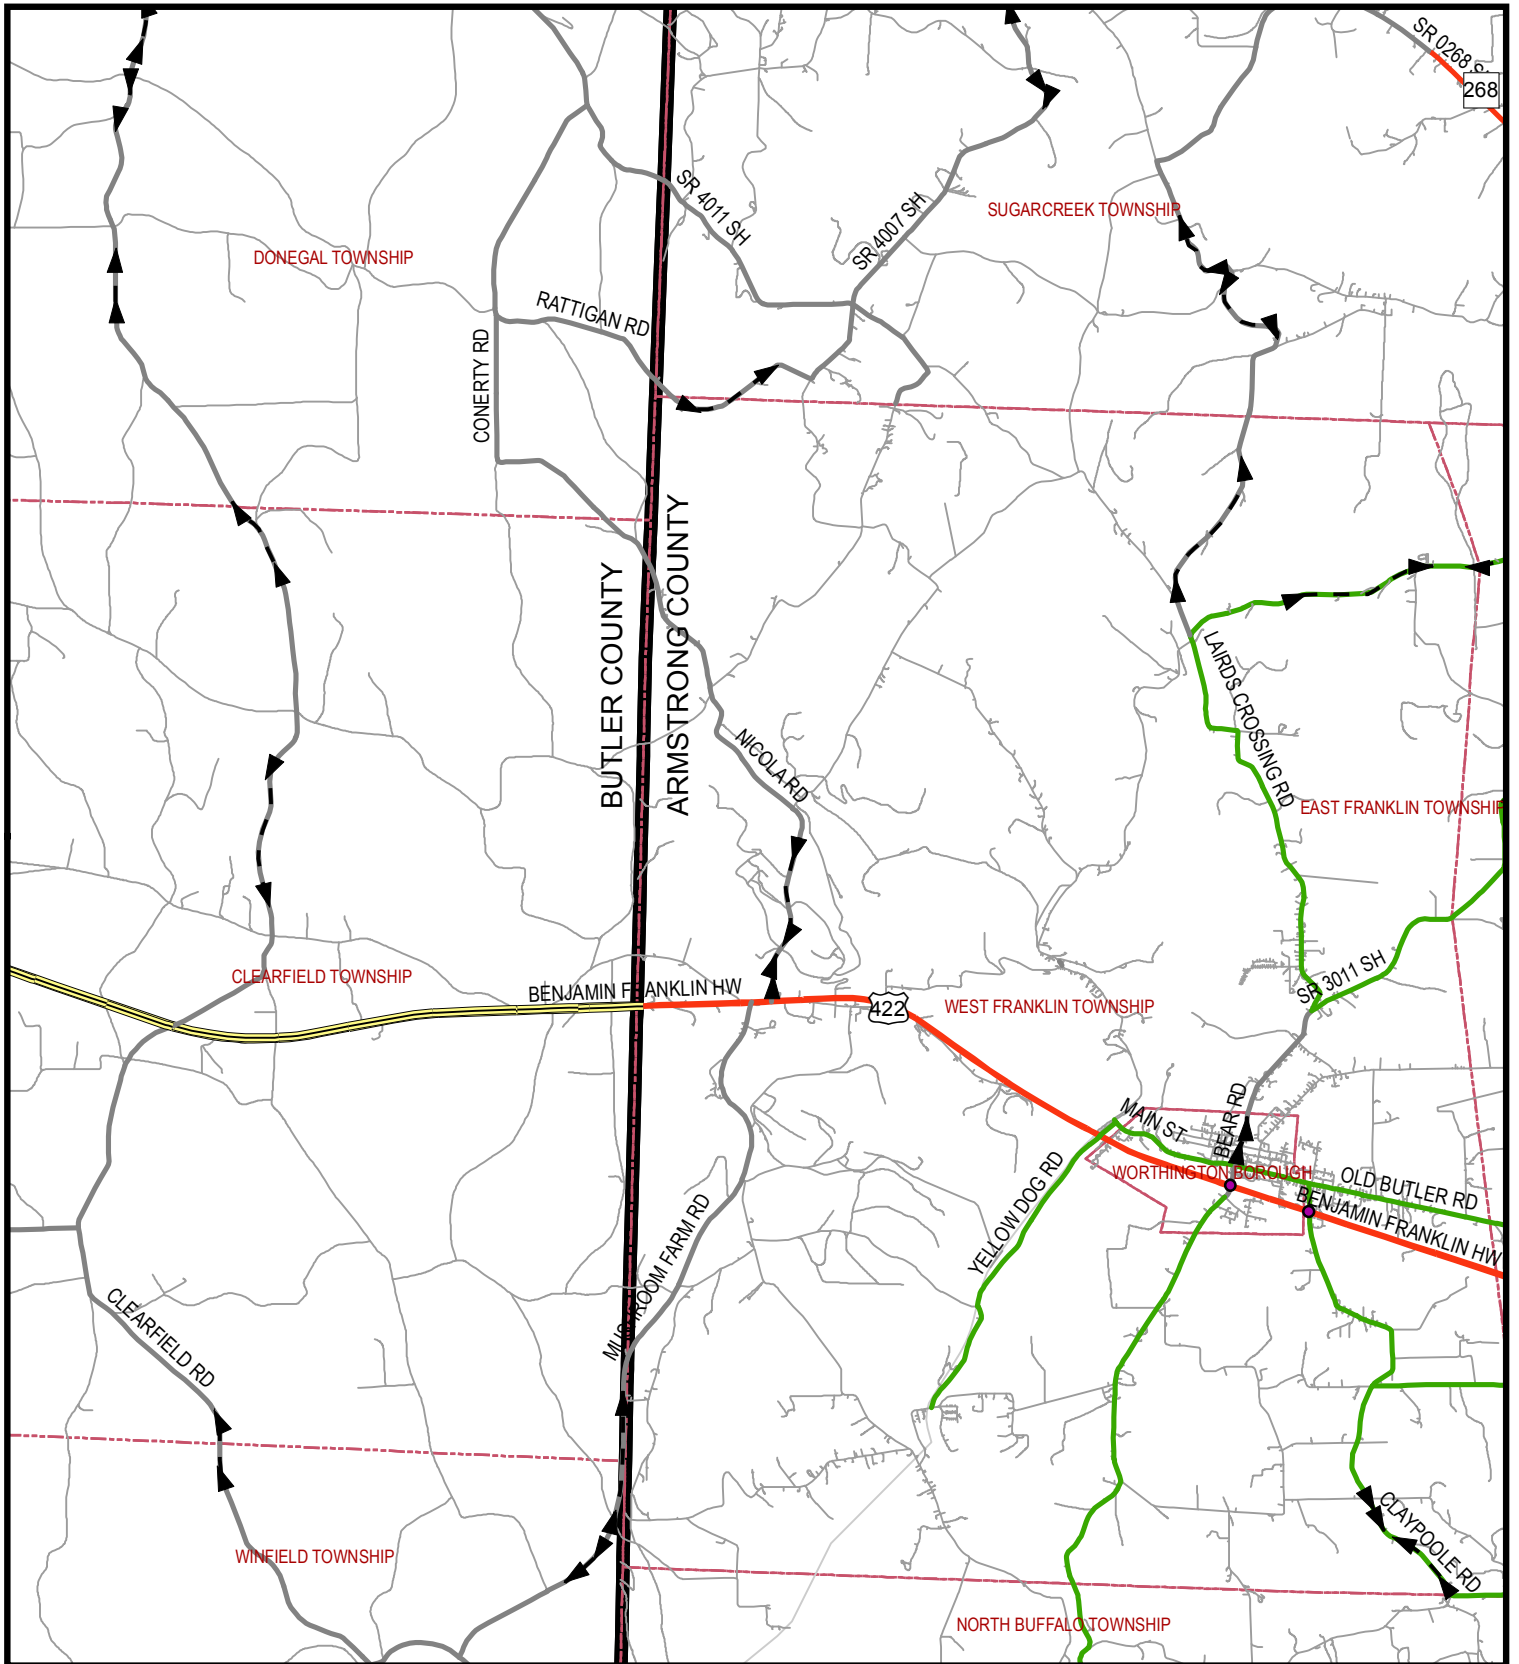 SR 0268 S
268
SR 4011 SH
SR 4007 SH
SUGARCREEK TOWNSHIP
DONEGAL TOWNSHIP
RATTIGAN RD
CONERTY RD
BUTLER COUNTY
ARMSTRONG COUNTY
LAIRDS CROSSING RD
NICOLA RD
EAST FRANKLIN TOWNSHIP
CLEARFIELD TOWNSHIP
BENJAMIN FRANKLIN HW
422
WEST FRANKLIN TOWNSHIP
SR 3011 SH
MAIN ST
BEAR RD
WORTHINGTON BOROUGH
OLD BUTLER RD
BENJAMIN FRANKLIN HW
YELLOW DOG RD
MUSHROOM FARM RD
CLEARFIELD RD
CLAYPOOLE RD
WINFIELD TOWNSHIP
NORTH BUFFALO TOWNSHIP